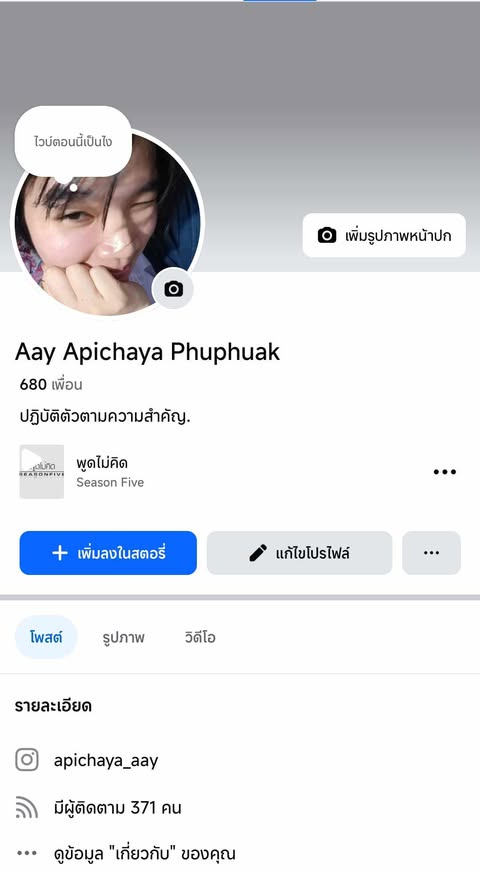 ไวบ์ตอนนี้เป็นไง
เพิ่มรูปภาพหน้าปก
Aay Apichaya Phuphuak
680 เพื่อน
ปฏิบัติตัวตามความสำคัญ.
พูดไม่คิด
SEASONFIVE
พูดไม่คิด
Season Five
เพิ่มลงในสตอรี่
แก้ไขโปรไฟล์
โพสต์ รูปภาพ วิดีโอ
รายละเอียด
apichaya_aay
มีผู้ติดตาม 371 คน
ดูข้อมูล "เกี่ยวกับ" ของคุณ